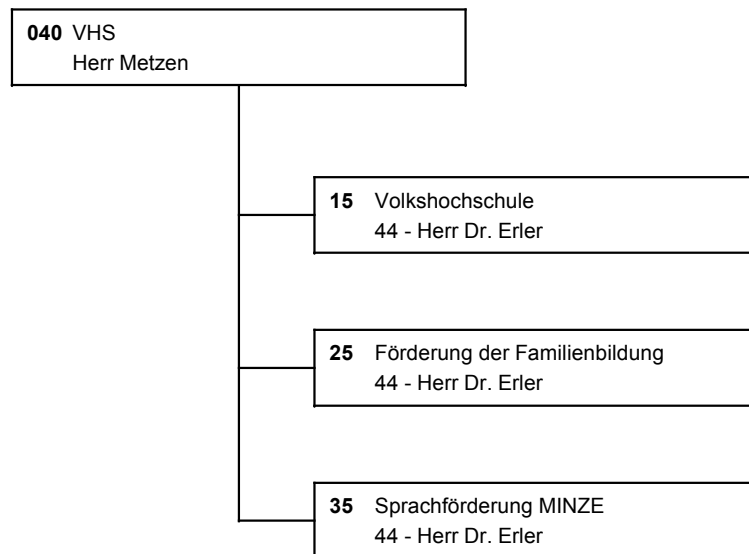 040 VHS
Herr Metzen
15 Volkshochschule
44 - Herr Dr. Erler
25 Förderung der Familienbildung
44 - Herr Dr. Erler
35 Sprachförderung MINZE
44 - Herr Dr. Erler